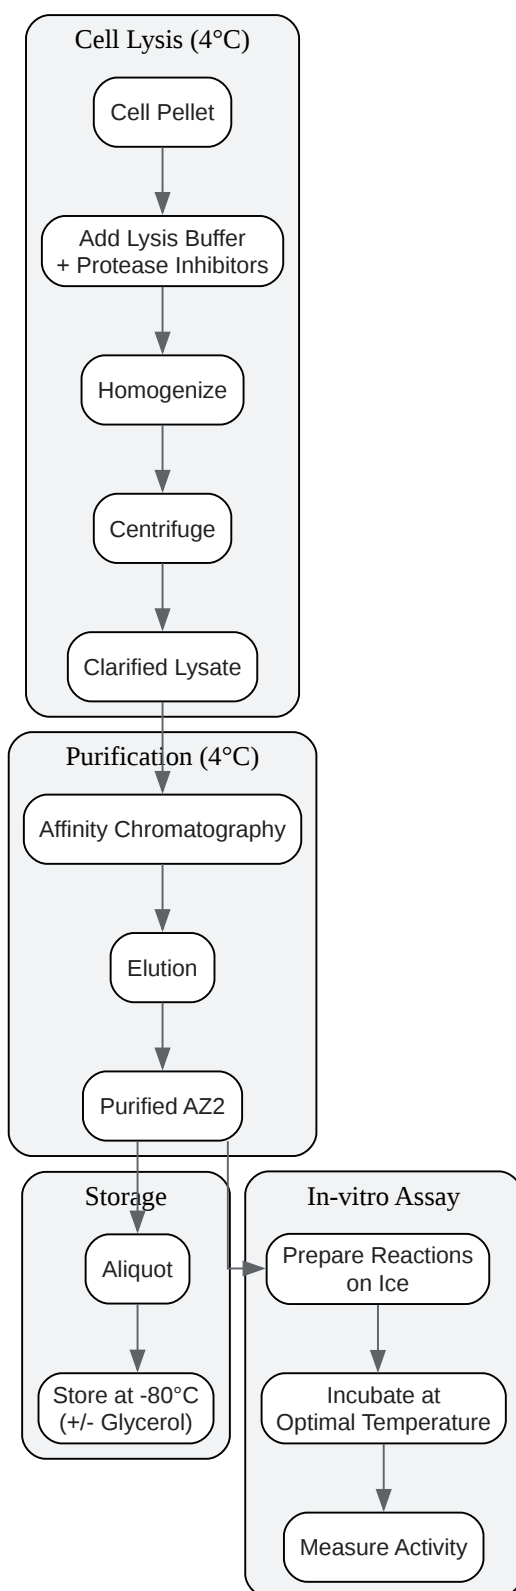 Cell Lysis (4°C)
Cell Pellet
Add Lysis Buffer
+ Protease Inhibitors
Homogenize
Centrifuge
Clarified Lysate
Purification (4°C)
Affinity Chromatography
Elution
Purified AZ2
Storage
Aliquot
Store at -80°C
(+/- Glycerol)
In-vitro Assay
Prepare Reactions
on Ice
Incubate at
Optimal Temperature
Measure Activity